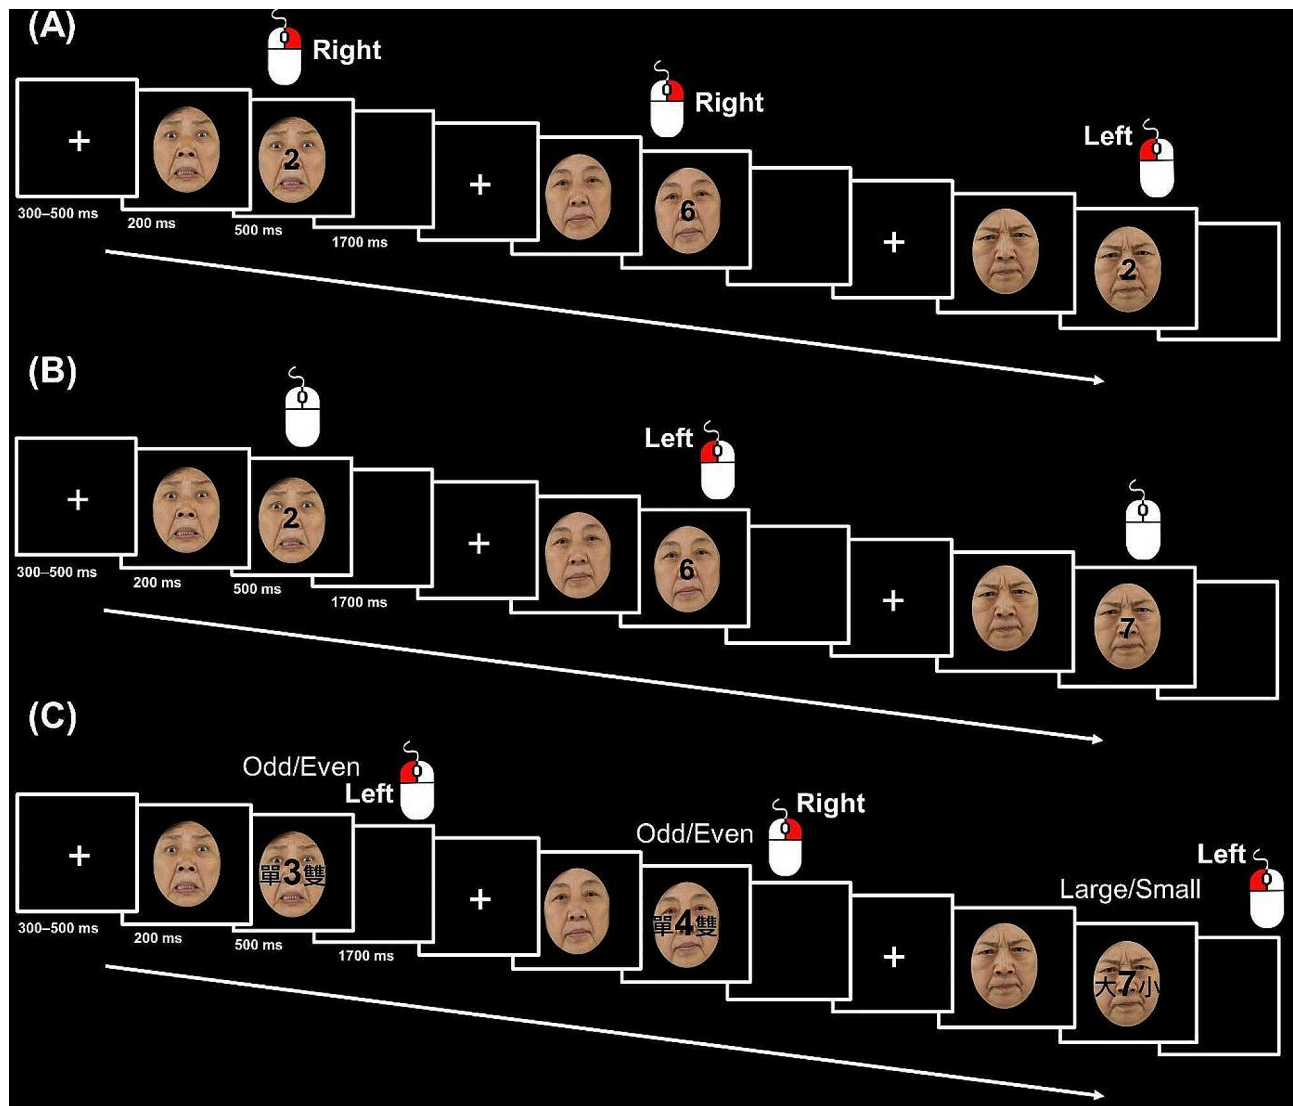 (A)
Right
Right
Left
2
6
2
300–500 ms
200 ms
500 ms
1700 ms
(B)
Left
2
6
7
300–500 ms
200 ms
500 ms
1700 ms
(C)
Odd/Even
Left
Right
Odd/Even
Left
Large/Small
單3雙
單4雙
大7小
300–500 ms
200 ms
500 ms
1700 ms